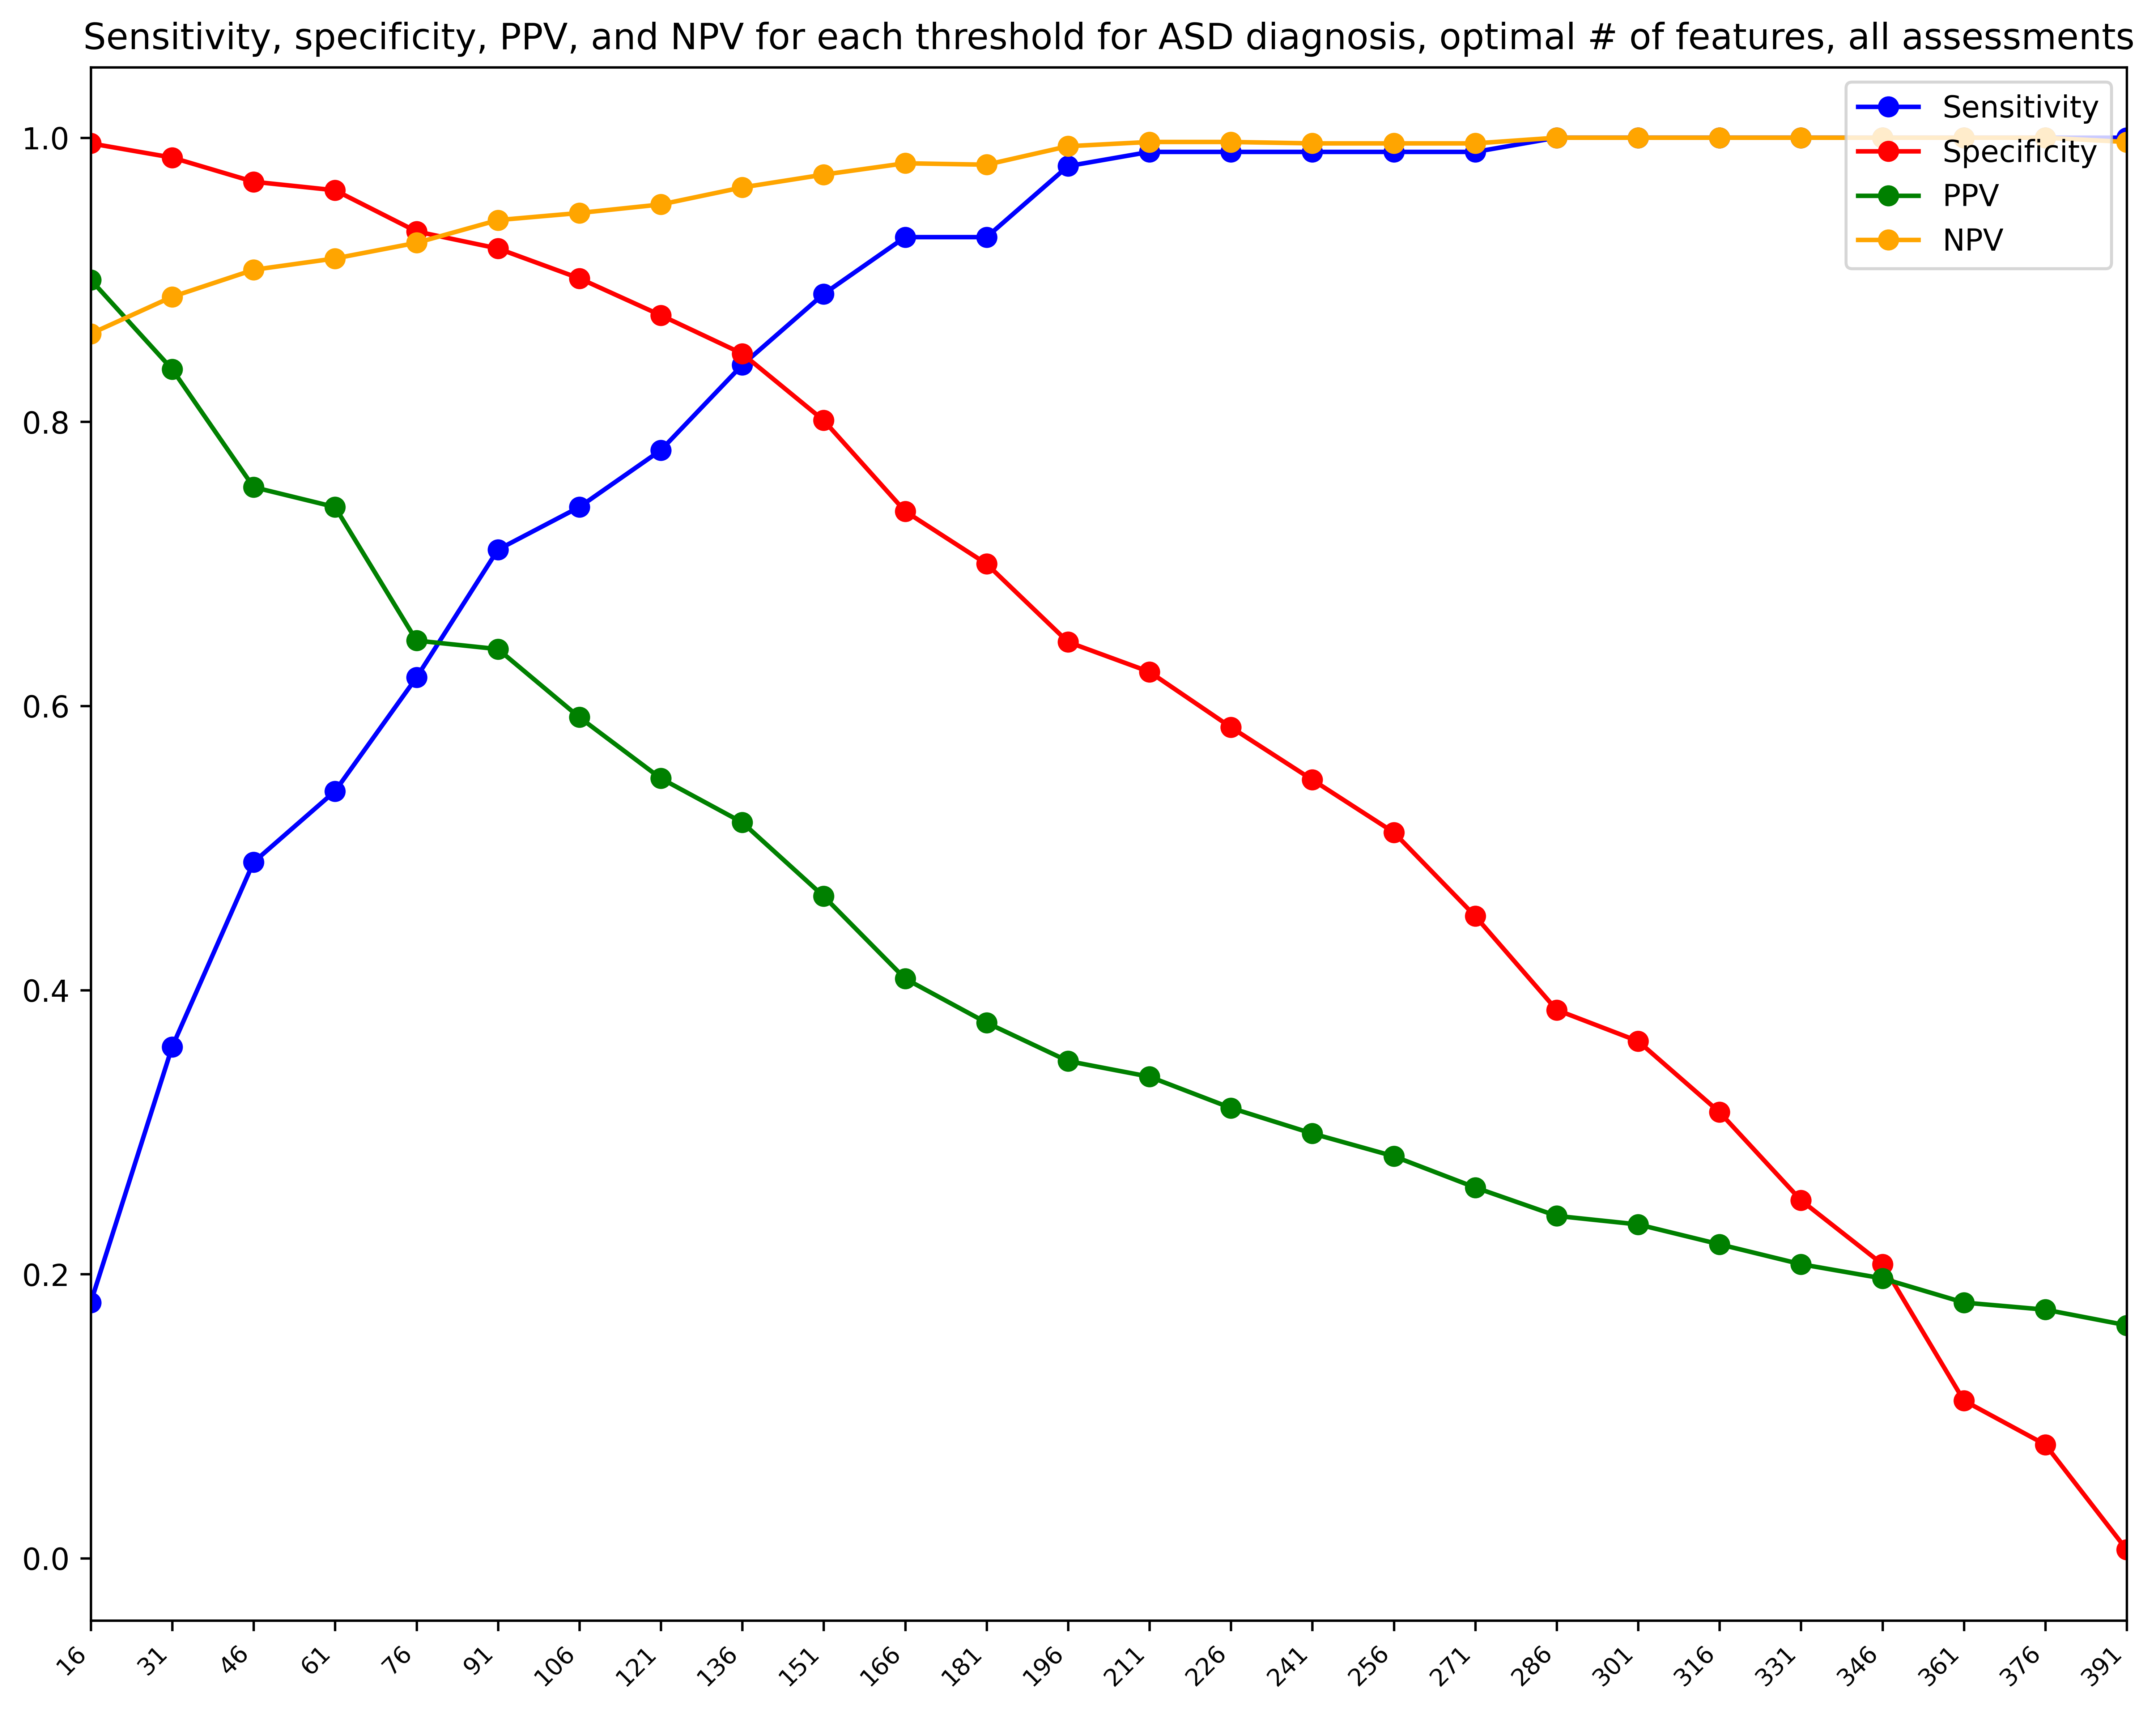 Sensitivity, specificity, PPV, and NPV for each threshold for ASD diagnosis, optimal # of features, all assessments
Sensitivity
Specificity
PPV
NPV
1.0
0.8
0.6
0.4
0.2
0.0
16 31 46 61 76 91 106 121 136 151 166 181 196 211 226 241 256 271 286 301 316 331 346 361 376 391